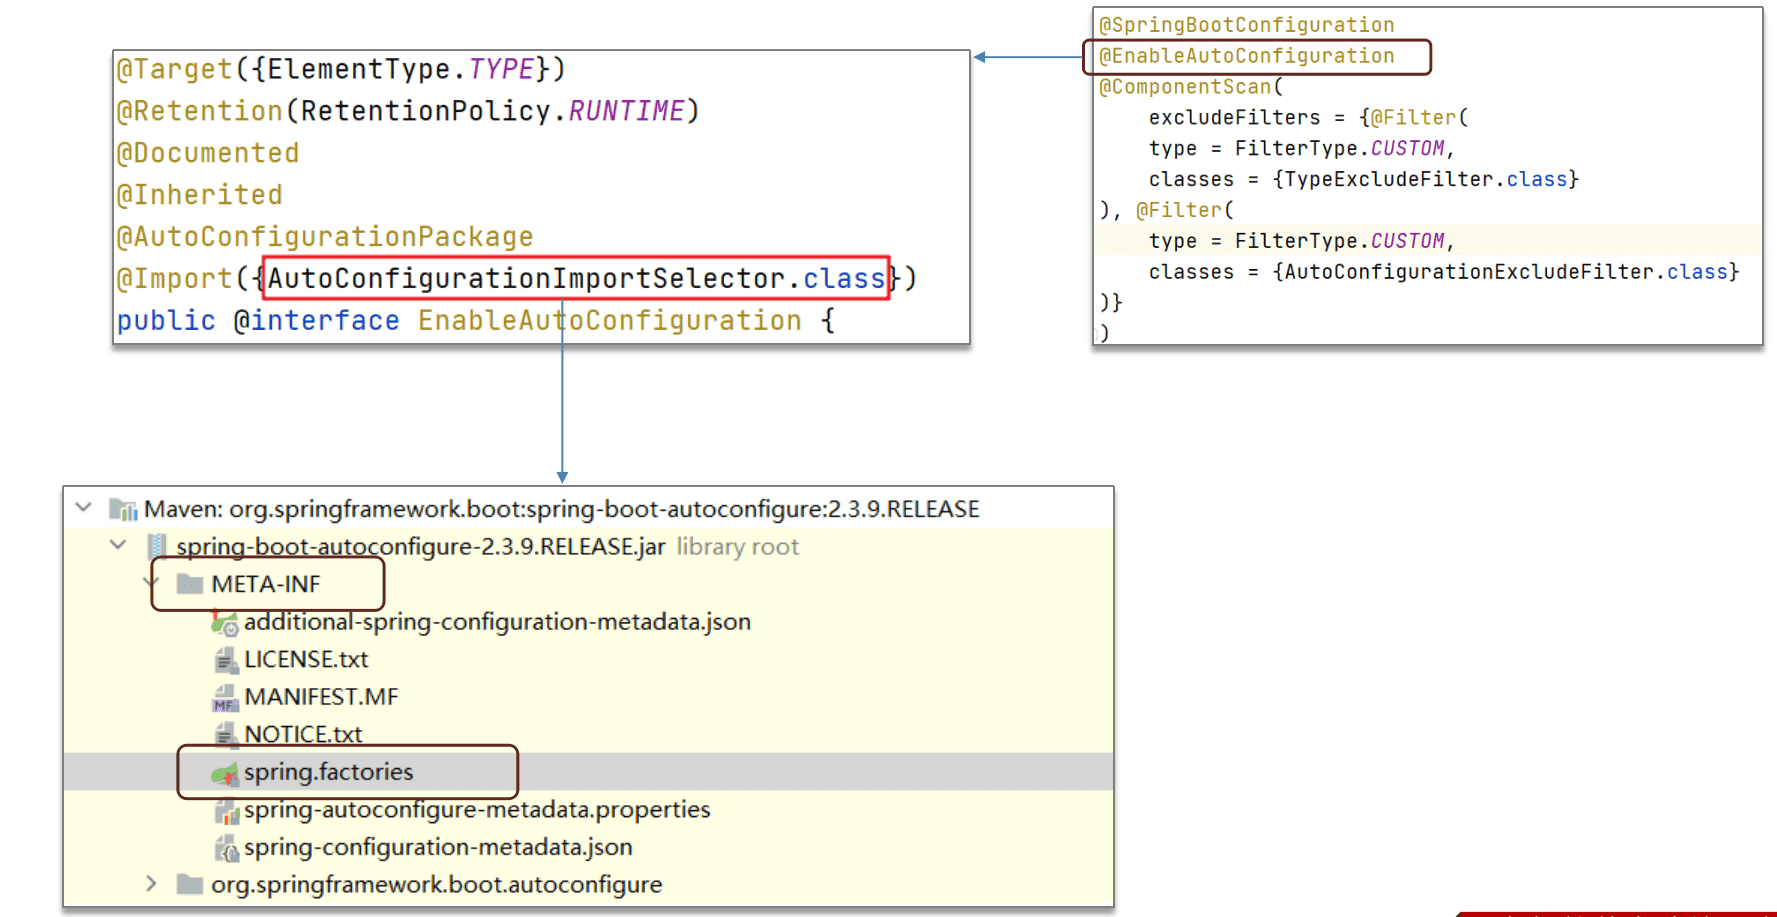 @SpringBootConfiguration
@EnableAutoConfiguration
@ComponentScan(
excludeFilters = {@Filter(
type = FilterType.CUSTOM,
classes = {TypeExcludeFilter.class}
), @Filter(
type = FilterType.CUSTOM,
classes = {AutoConfigurationExcludeFilter.class}
)}
)
@Target({ElementType.TYPE})
@Retention(RetentionPolicy.RUNTIME)
@Documented
@Inherited
@AutoConfigurationPackage
@Import({AutoConfigurationImportSelector.class})
public @interface EnableAutoConfiguration {
Maven: org.springframework.boot:spring-boot-autoconfigure:2.3.9.RELEASE
spring-boot-autoconfigure-2.3.9.RELEASE.jar library root
META-INF
additional-spring-configuration-metadata.json
LICENSE.txt
MF MANIFEST.MF
NOTICE.txt
spring.factories
spring-autoconfigure-metadata.properties
spring-configuration-metadata.json
org.springframework.boot.autoconfigure